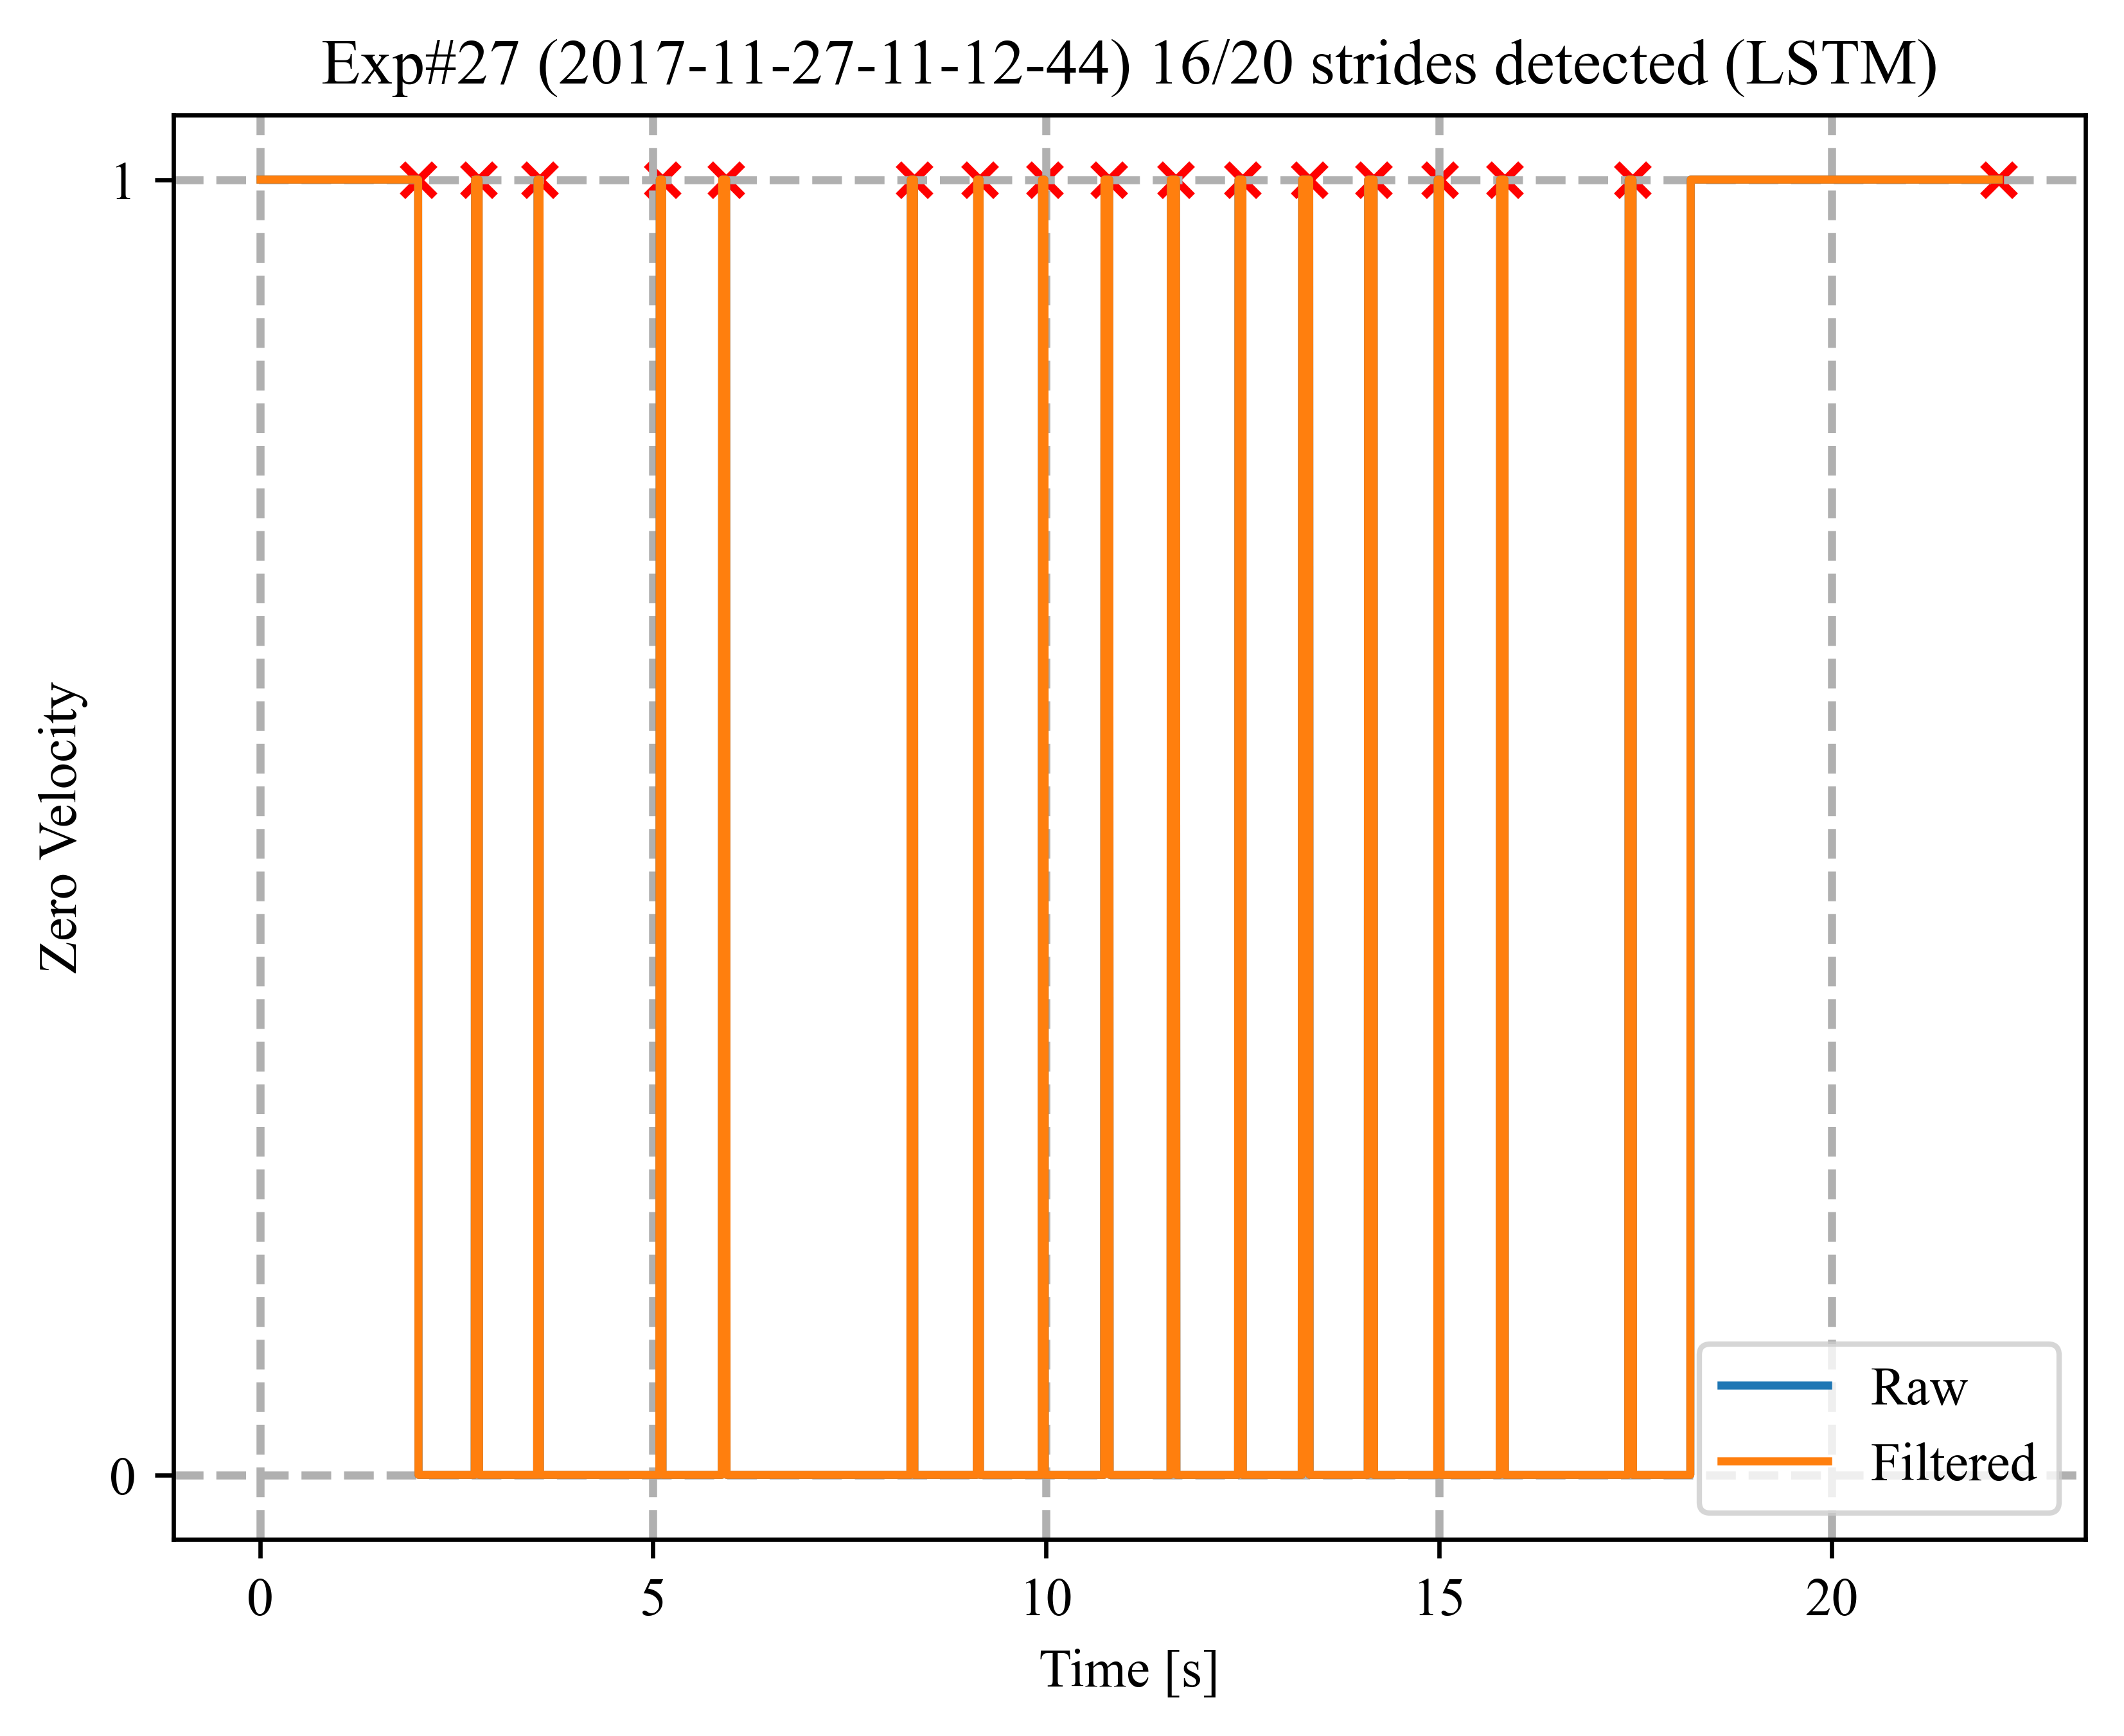 Exp#27 (2017-11-27-11-12-44) 16/20 strides detected (LSTM)
1
Zero Velocity
0
Raw
Filtered
0 5 10 15 20
Time [s]